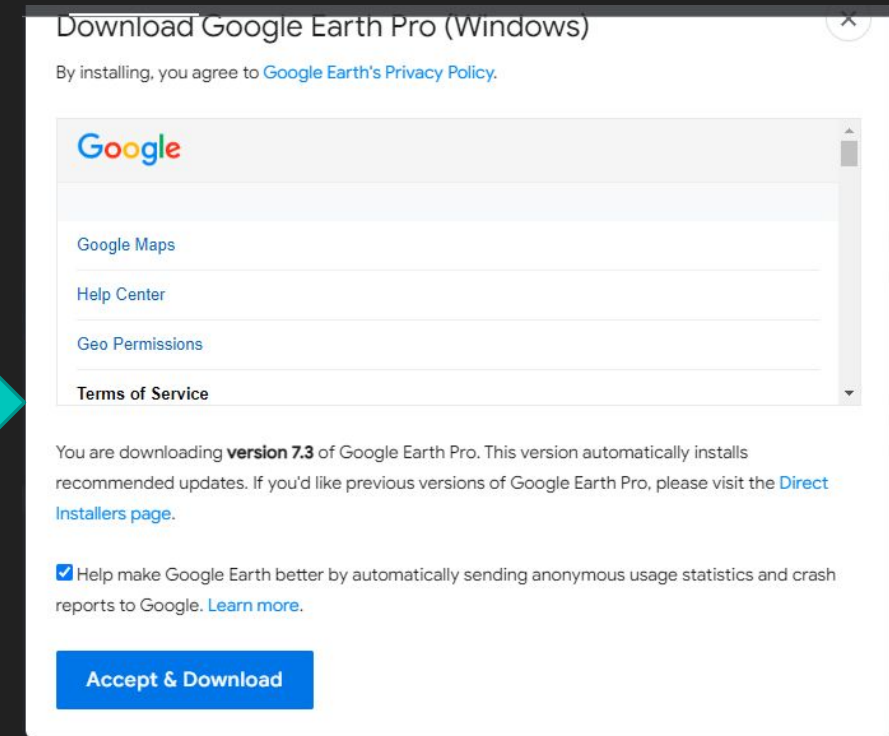 Download Google Earth Pro (Windows)
By installing, you agree to Google Earth's Privacy Policy.
Google
Google Maps
Help Center
Geo Permissions
Terms of Service
You are downloading version 7.3 of Google Earth Pro. This version automatically installs
recommended updates. If you'd like previous versions of Google Earth Pro, please visit the Direct
Installers page.
Help make Google Earth better by automatically sending anonymous usage statistics and crash
reports to Google. Learn more.
Accept & Download